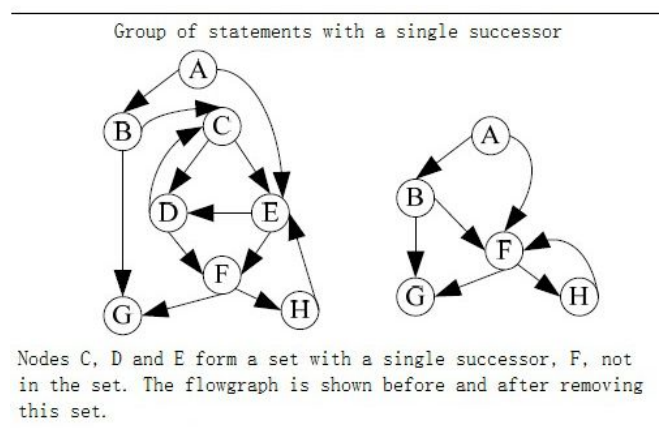 Group of statements with a single successor
A
B
C
D
E
F
G
H
A
B
F
G
H
Nodes C, D and E form a set with a single successor, F, not
in the set. The flowgraph is shown before and after removing
this set.